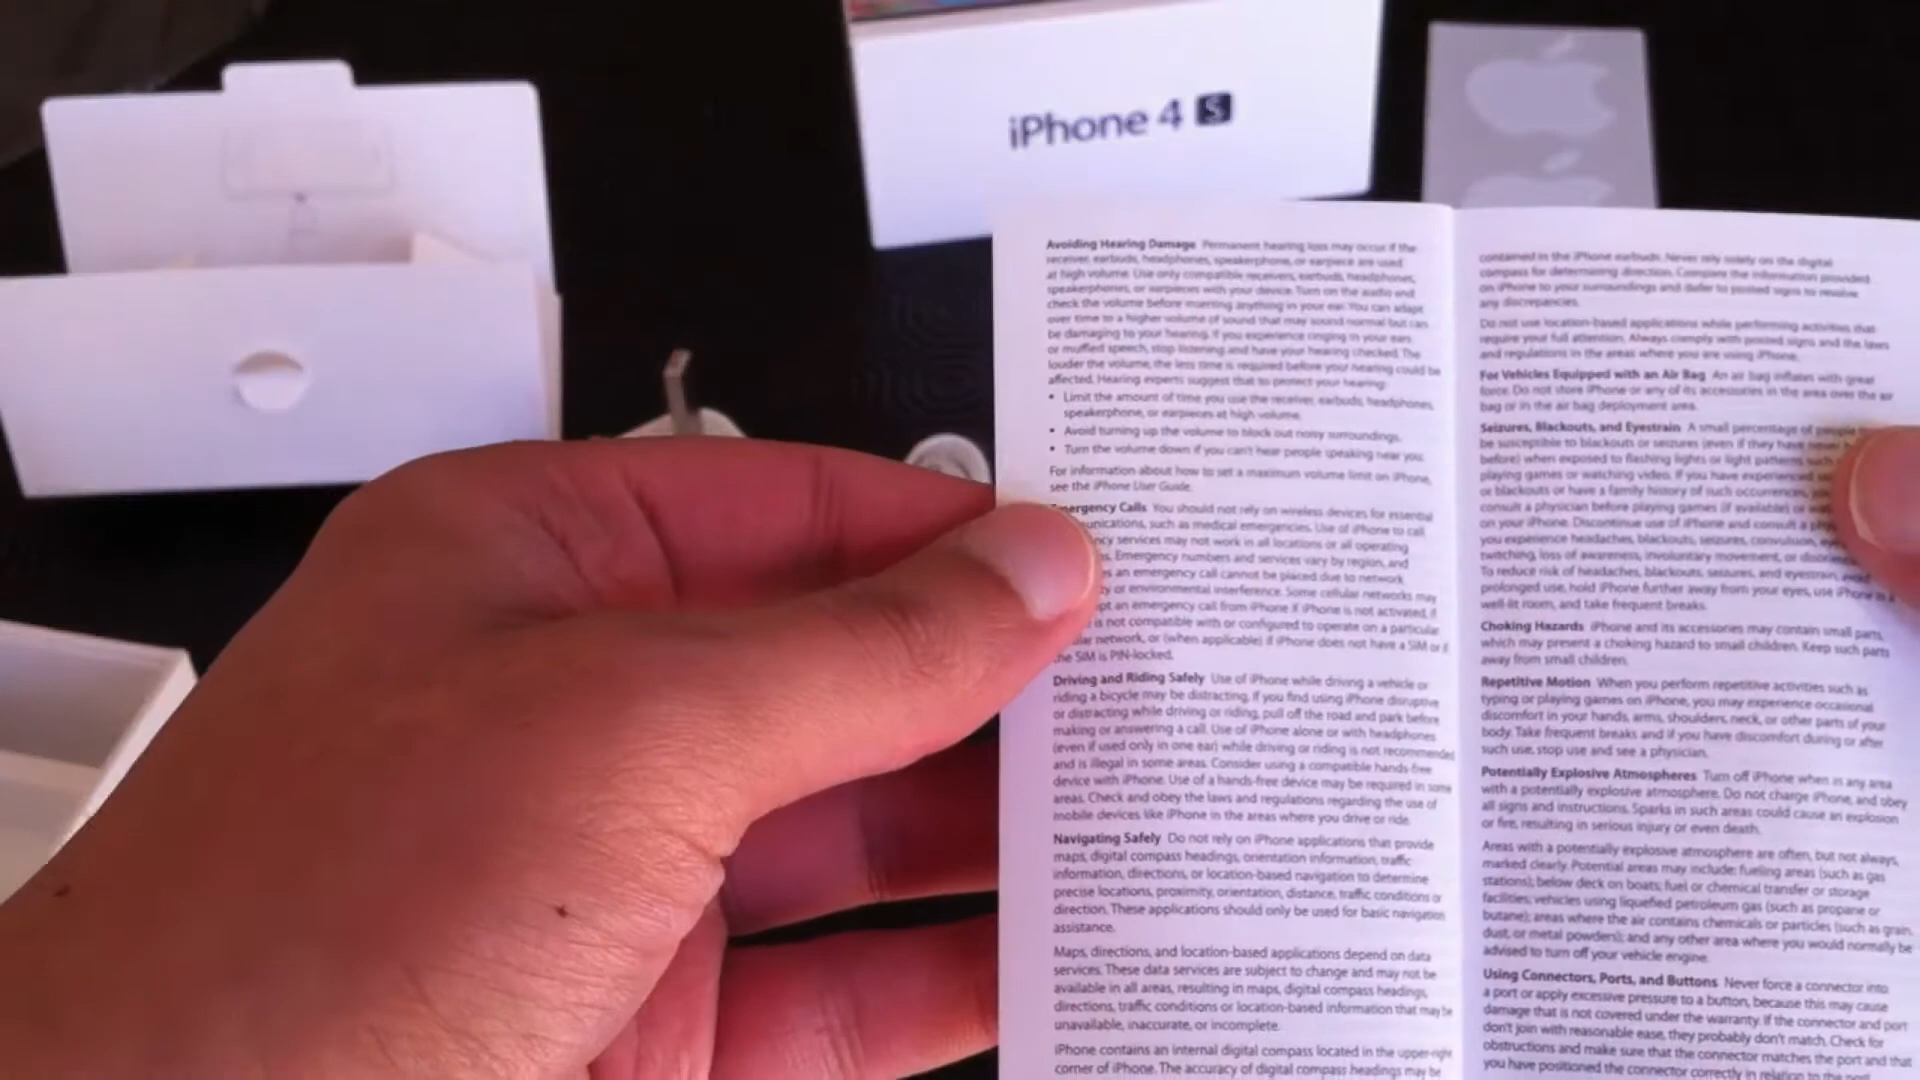 iPhone 4 S
Avoiding Hearing Damage Permanent hearing loss may occur if the
receiver, earbuds, headphones, speakerphone, or earpiece are used
at high volume. Use only compatible receivers, earbuds, headphones,
speakerphones, or earpieces with your device. Turn on the audio and
check the volume before inserting anything in your ear. You can adapt
over time to a higher volume of sound that may sound normal but can
be damaging to your hearing. If you experience ringing in your ears
or muffled speech, stop listening and have your hearing checked. The
louder the volume, the less time is required before your hearing could be
affected. Hearing experts suggest that to protect your hearing:
• Limit the amount of time you use the receiver, earbuds, headphones,
speakerphone, or earpieces at high volume.
• Avoid turning up the volume to block out noisy surroundings.
• Turn the volume down if you can't hear people speaking near you.
For information about how to set a maximum volume limit on iPhone,
see the iPhone User Guide.
Emergency Calls You should not rely on wireless devices for essential
unications, such as medical emergencies. Use of iPhone to call
ncy services may not work in all locations or all operating
s. Emergency numbers and services vary by region, and
es an emergency call cannot be placed due to network
ty or environmental interference. Some cellular networks may
pt an emergency call from iPhone if iPhone is not activated, if
is not compatible with or configured to operate on a particular
lar network, or (when applicable) if iPhone does not have a SIM or if
the SIM is PIN-locked.
Driving and Riding Safely Use of iPhone while driving a vehicle or
riding a bicycle may be distracting. If you find using iPhone disruptive
or distracting while driving or riding, pull off the road and park before
making or answering a call. Use of iPhone alone or with headphones
(even if used only in one ear) while driving or riding is not recommended
and is illegal in some areas. Consider using a compatible hands-free
device with iPhone. Use of a hands-free device may be required in some
areas. Check and obey the laws and regulations regarding the use of
mobile devices like iPhone in the areas where you drive or ride.
Navigating Safely Do not rely on iPhone applications that provide
maps, digital compass headings, orientation information, traffic
information, directions, or location-based navigation to determine
precise locations, proximity, orientation, distance, traffic conditions or
direction. These applications should only be used for basic navigation
assistance.
Maps, directions, and location-based applications depend on data
services. These data services are subject to change and may not be
available in all areas, resulting in maps, digital compass headings,
directions, traffic conditions or location-based information that may be
unavailable, inaccurate, or incomplete.
iPhone contains an internal digital compass located in the upper-right
corner of iPhone. The accuracy of digital compass headings may be
contained in the iPhone earbuds. Never rely solely on the digital
compass for determining direction. Compare the information provided
on iPhone to your surroundings and defer to posted signs to resolve
any discrepancies.
Do not use location-based applications while performing activities that
require your full attention. Always comply with posted signs and the laws
and regulations in the areas where you are using iPhone.
For Vehicles Equipped with an Air Bag An air bag inflates with great
force. Do not store iPhone or any of its accessories in the area over the air
bag or in the air bag deployment area.
Seizures, Blackouts, and Eyestrain A small percentage of people
be susceptible to blackouts or seizures (even if they have never
before) when exposed to flashing lights or light patterns such
playing games or watching video. If you have experienced
or blackouts or have a family history of such occurrences, you
consult a physician before playing games (if available) or
on your iPhone. Discontinue use of iPhone and consult a
you experience headaches, blackouts, seizures, convulsion,
twitching, loss of awareness, involuntary movement, or
To reduce risk of headaches, blackouts, seizures, and eyestrain, avoid
prolonged use, hold iPhone further away from your eyes, use iPhone in a
well-lit room, and take frequent breaks.
Choking Hazards iPhone and its accessories may contain small parts,
which may present a choking hazard to small children. Keep such parts
away from small children.
Repetitive Motion When you perform repetitive activities such as
typing or playing games on iPhone, you may experience occasional
discomfort in your hands, arms, shoulders, neck, or other parts of your
body. Take frequent breaks and if you have discomfort during or after
such use, stop use and see a physician.
Potentially Explosive Atmospheres Turn off iPhone when in any area
with a potentially explosive atmosphere. Do not charge iPhone, and obey
all signs and instructions. Sparks in such areas could cause an explosion
or fire, resulting in serious injury or even death.
Areas with a potentially explosive atmosphere are often, but not always,
marked clearly. Potential areas may include: fueling areas (such as gas
stations); below deck on boats; fuel or chemical transfer or storage
facilities; vehicles using liquefied petroleum gas (such as propane or
butane); areas where the air contains chemicals or particles (such as grain,
dust, or metal powders); and any other area where you would normally be
advised to turn off your vehicle engine.
Using Connectors, Ports, and Buttons Never force a connector into
a port or apply excessive pressure to a button, because this may cause
damage that is not covered under the warranty. If the connector and port
don't join with reasonable ease, they probably don't match. Check for
obstructions and make sure that the connector matches the port and that
you have positioned the connector correctly in relation to the port.